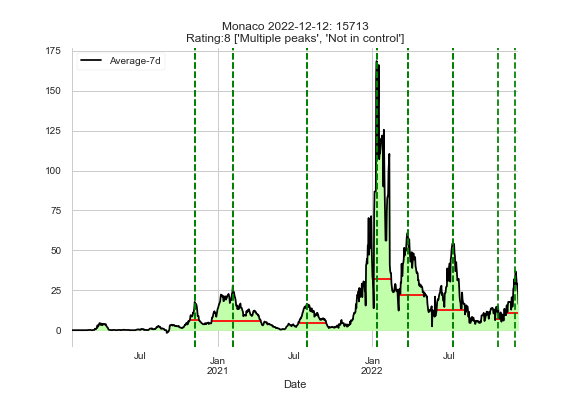 Monaco 2022-12-12: 15713
Rating:8 ['Multiple peaks', 'Not in control']
Average-7d
175
150
125
100
75
50
25
0
Jul
Jan
2021
Jul
Jan
2022
Jul
Date